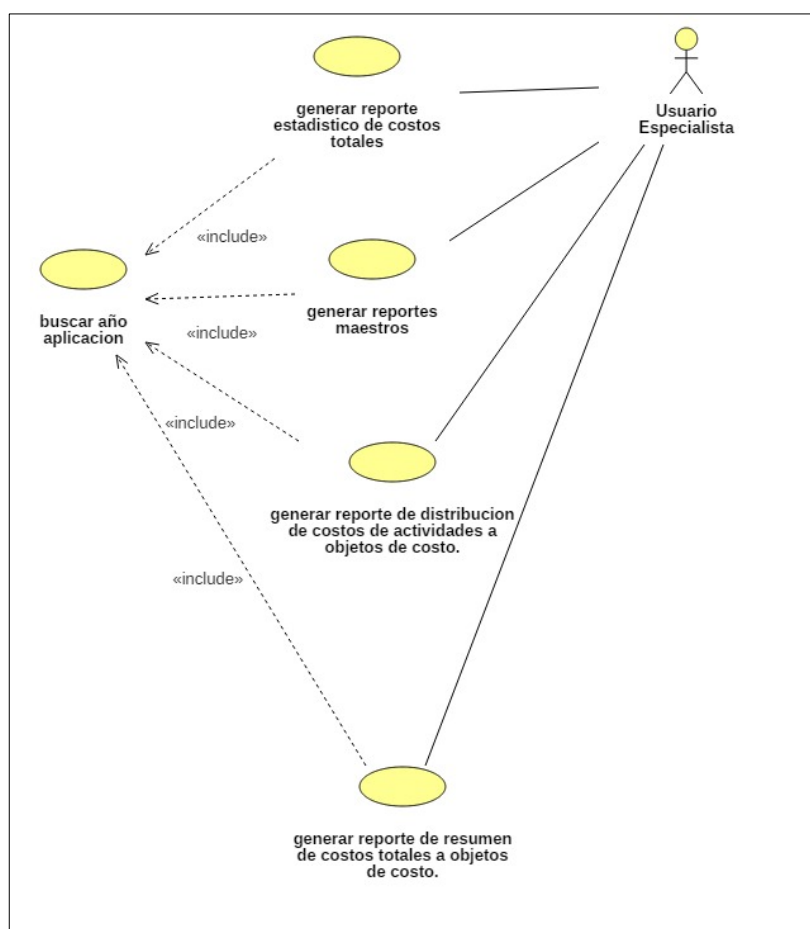 generar reporte
estadistico de costos
totales
Usuario
Especialista
«include»
generar reportes
maestros
buscar año
aplicacion
«include»
«include»
generar reporte de distribucion
de costos de actividades a
objetos de costo.
«include»
generar reporte de resumen
de costos totales a objetos
de costo.